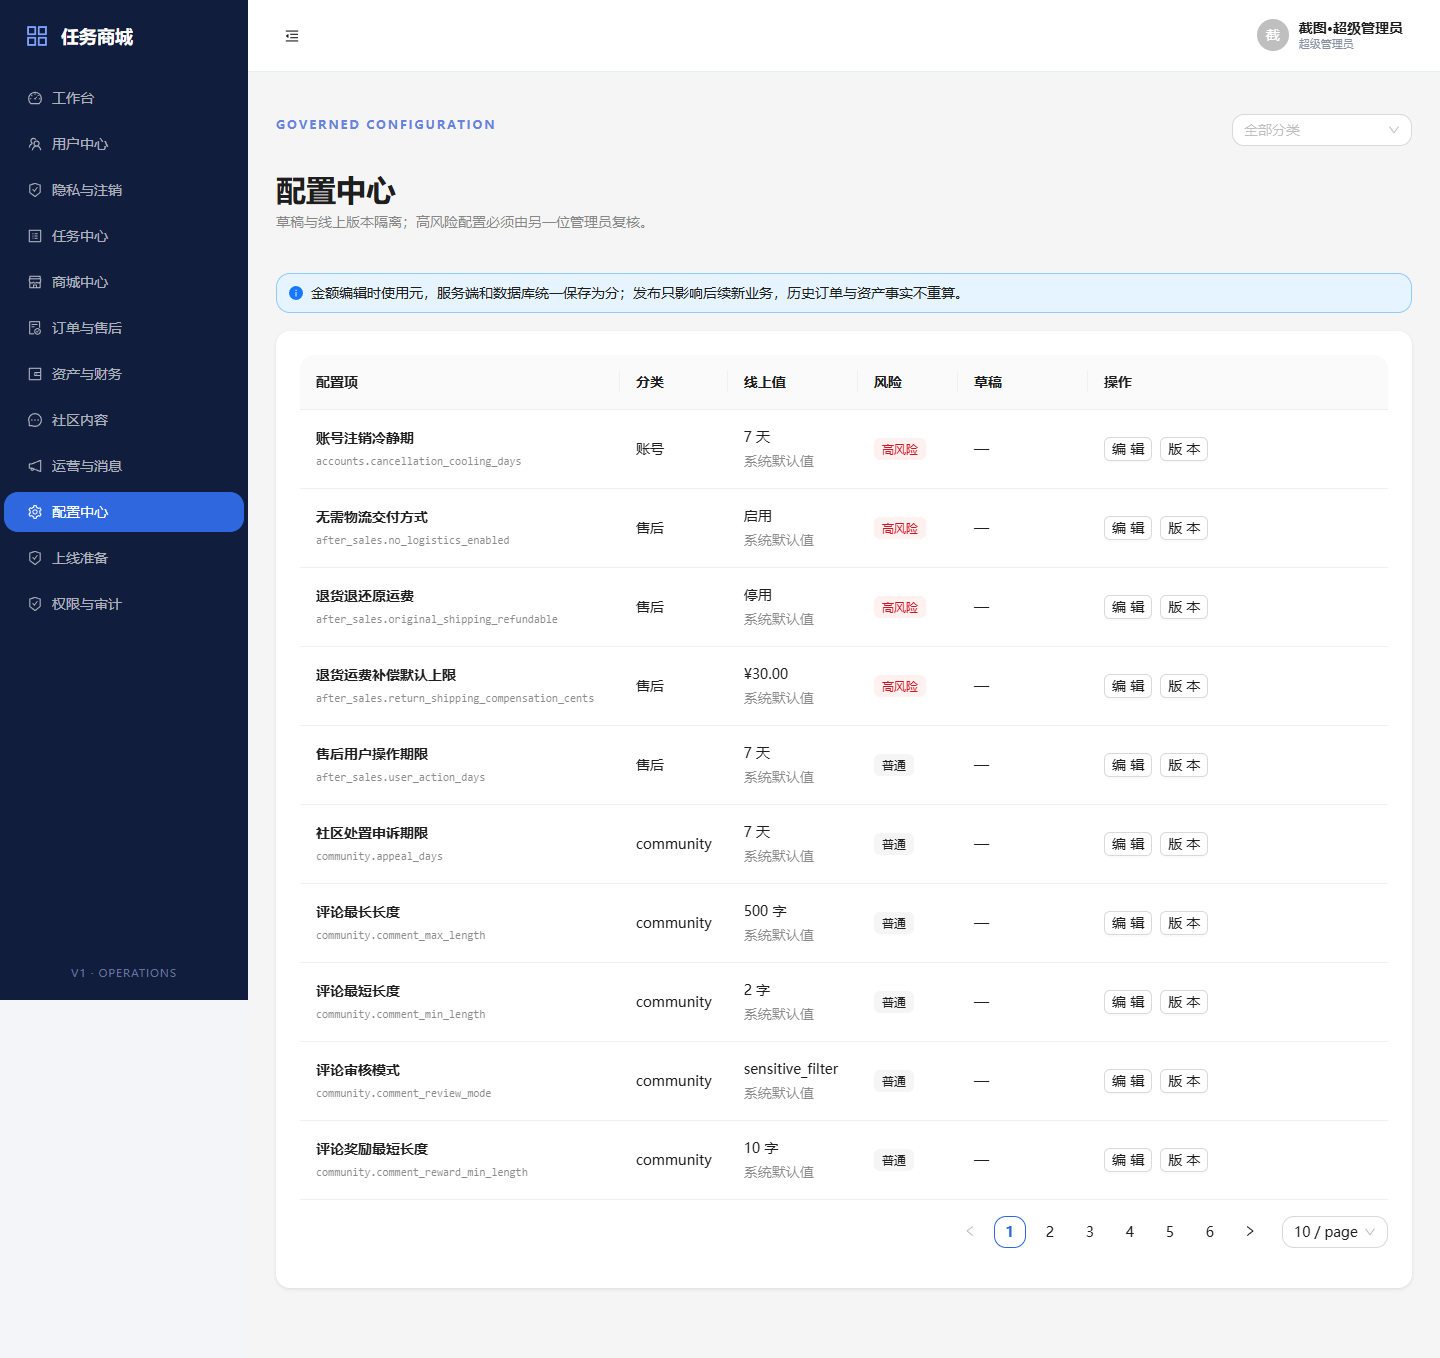 任务商城
工作台
用户中心
隐私与注销
任务中心
商城中心
订单与售后
资产与财务
社区内容
运营与消息
配置中心
上线准备
权限与审计
V1 · OPERATIONS
截
截图•超级管理员
超级管理员
GOVERNED CONFIGURATION
全部分类
配置中心
草稿与线上版本隔离；高风险配置必须由另一位管理员复核。
金额编辑时使用元，服务端和数据库统一保存为分；发布只影响后续新业务，历史订单与资产事实不重算。
配置项 分类 线上值 风险 草稿 操作
账号注销冷静期
accounts.cancellation_cooling_days
账号
7 天
系统默认值
高风险 — 编 辑 版 本
无需物流交付方式
after_sales.no_logistics_enabled
售后
启用
系统默认值
高风险 — 编 辑 版 本
退货退还原运费
after_sales.original_shipping_refundable
售后
停用
系统默认值
高风险 — 编 辑 版 本
退货运费补偿默认上限
after_sales.return_shipping_compensation_cents
售后
¥30.00
系统默认值
高风险 — 编 辑 版 本
售后用户操作期限
after_sales.user_action_days
售后
7 天
系统默认值
普通 — 编 辑 版 本
社区处置申诉期限
community.appeal_days
community
7 天
系统默认值
普通 — 编 辑 版 本
评论最长长度
community.comment_max_length
community
500 字
系统默认值
普通 — 编 辑 版 本
评论最短长度
community.comment_min_length
community
2 字
系统默认值
普通 — 编 辑 版 本
评论审核模式
community.comment_review_mode
community
sensitive_filter
系统默认值
普通 — 编 辑 版 本
评论奖励最短长度
community.comment_reward_min_length
community
10 字
系统默认值
普通 — 编 辑 版 本
1 2 3 4 5 6 10 / page